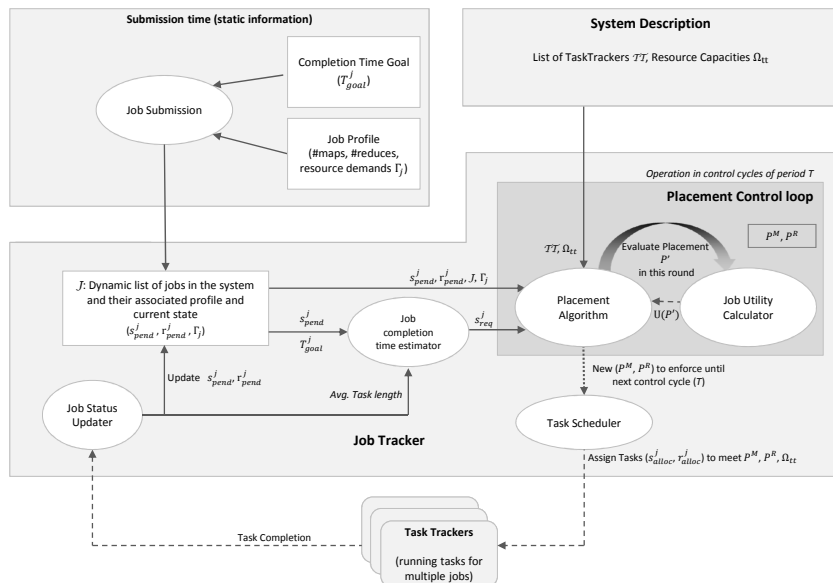 Submission time (static information)
System Description
Completion Time Goal
(T^j_goal)
List of TaskTrackers 𝒯𝒯, Resource Capacities Ω_tt
Job Submission
Job Profile
(#maps, #reduces,
resource demands Γ_j)
Operation in control cycles of period T
Placement Control loop
P^M, P^R
𝒯𝒯, Ω_tt
Evaluate Placement
P'
in this round
J: Dynamic list of jobs in the system
and their associated profile and
current state
(s^j_pend, r^j_pend, Γ_j)
s^j_pend, r^j_pend, J, Γ_j
s^j_pend
T^j_goal
Job
completion
time estimator
s^j_req
Placement
Algorithm
U(P')
Job Utility
Calculator
Update s^j_pend, r^j_pend
Avg. Task length
New (P^M, P^R) to enforce until
next control cycle (T)
Job Status
Updater
Task Scheduler
Job Tracker
Assign Tasks (s^j_alloc, r^j_alloc) to meet P^M, P^R, Ω_tt
Task Completion
Task Trackers
(running tasks for
multiple jobs)